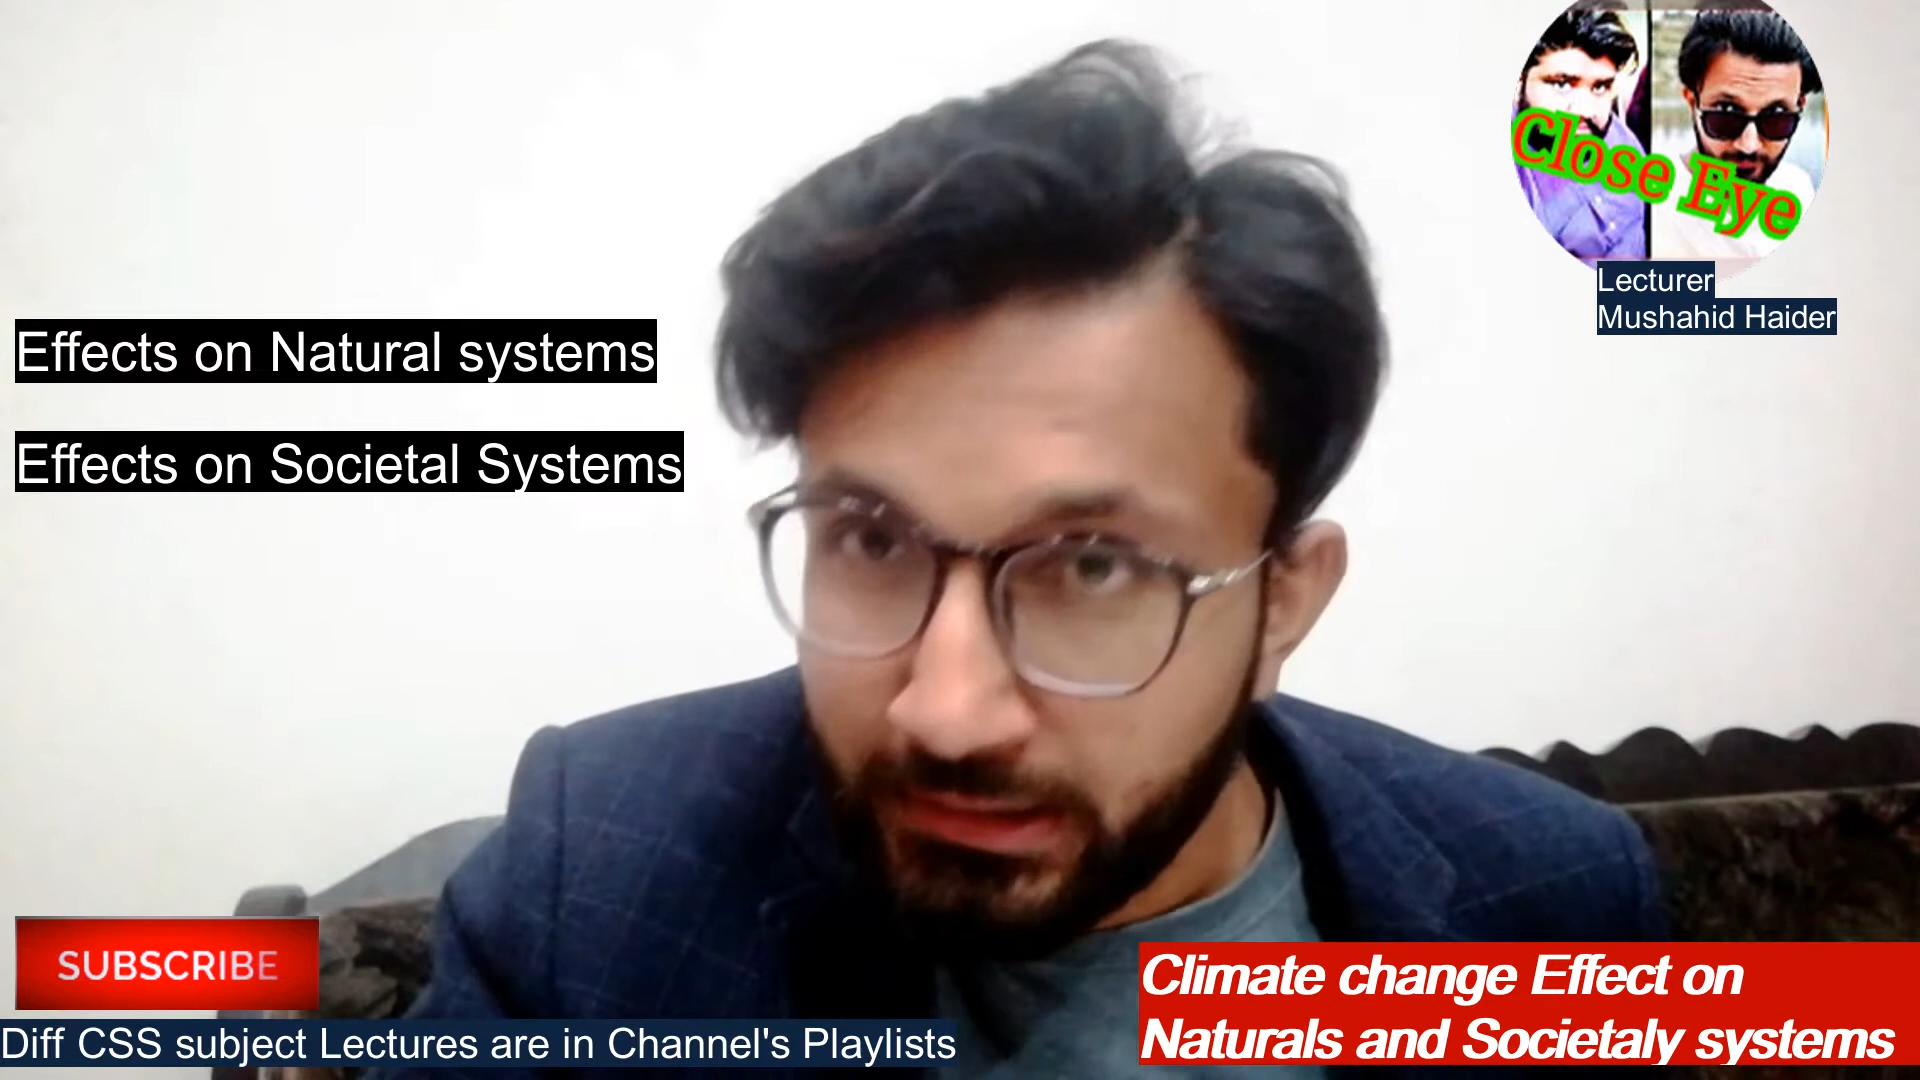 Close Eye
Lecturer
Mushahid Haider
Effects on Natural systems
Effects on Societal Systems
SUBSCRIBE
Diff CSS subject Lectures are in Channel's Playlists
Climate change Effect on
Naturals and Societaly systems